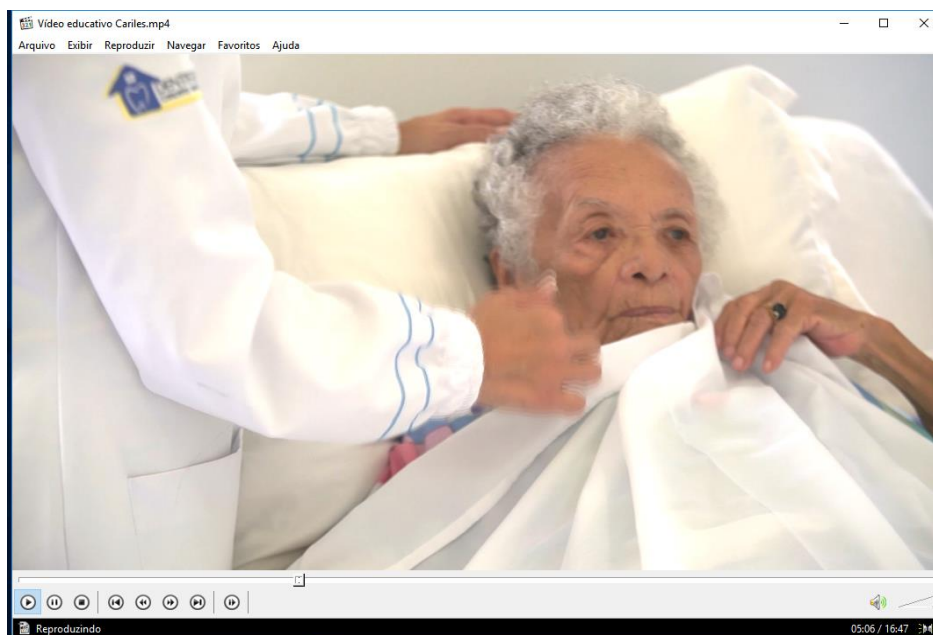 Vídeo educativo Cariles.mp4
Arquivo Exibir Reproduzir Navegar Favoritos Ajuda
Reproduzindo
05:06 / 16:47